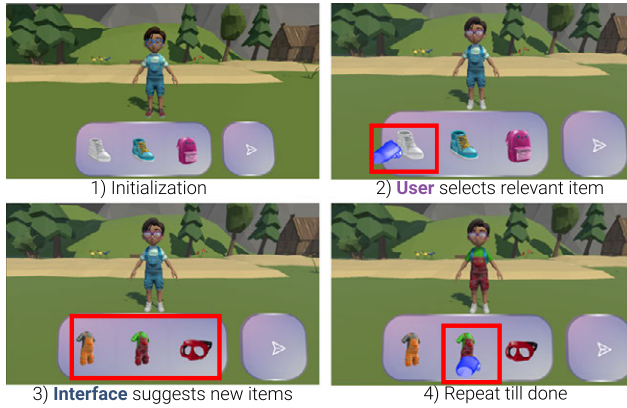 1) Initialization
2) User selects relevant item
3) Interface suggests new items
4) Repeat till done